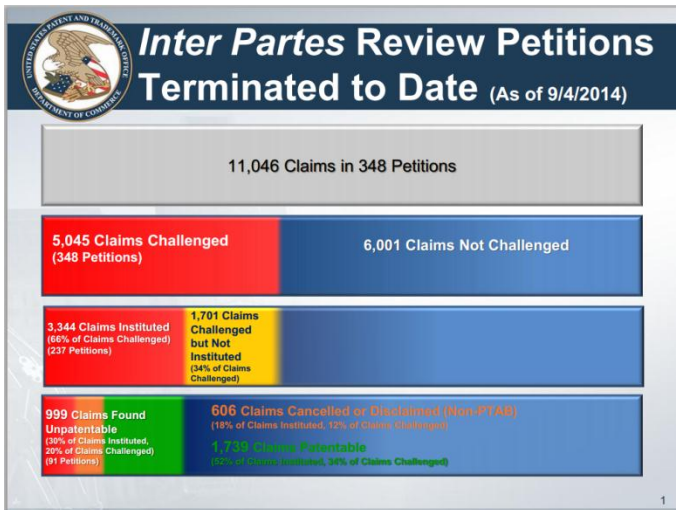 UNITED STATES PATENT AND TRADEMARK OFFICE
DEPARTMENT OF COMMERCE
Inter Partes Review Petitions
Terminated to Date (As of 9/4/2014)
11,046 Claims in 348 Petitions
5,045 Claims Challenged
(348 Petitions)
6,001 Claims Not Challenged
3,344 Claims Instituted
(66% of Claims Challenged)
(237 Petitions)
1,701 Claims
Challenged
but Not
Instituted
(34% of Claims
Challenged)
999 Claims Found
Unpatentable
(30% of Claims Instituted,
20% of Claims Challenged)
(91 Petitions)
606 Claims Cancelled or Disclaimed (Non-PTAB)
(18% of Claims Instituted, 12% of Claims Challenged)
1,739 Claims Patentable
(52% of Claims Instituted, 34% of Claims Challenged)
1